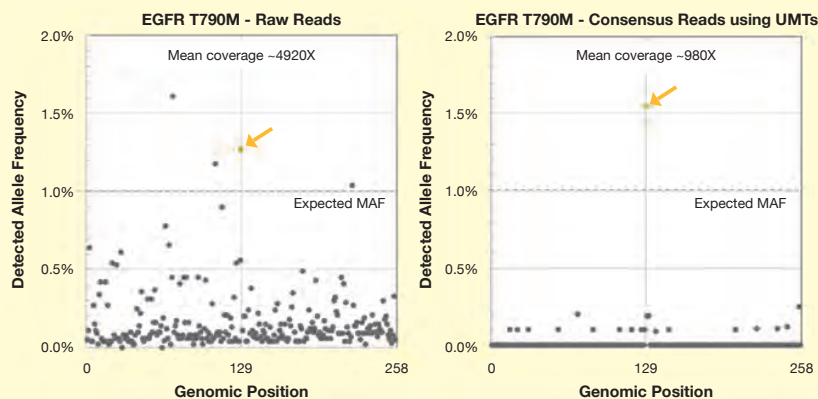 EGFR T790M - Raw Reads
2.0%
1.5%
1.0%
0.5%
0.0%
Detected Allele Frequency
Mean coverage ~4920X
Expected MAF
0
129
258
Genomic Position
EGFR T790M - Consensus Reads using UMTs
2.0%
1.5%
1.0%
0.5%
0.0%
Detected Allele Frequency
Mean coverage ~980X
Expected MAF
0
129
258
Genomic Position